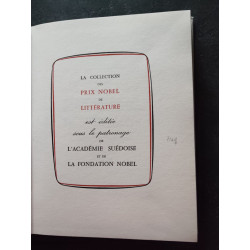 LA COLLECTION
DES
PRIX NOBEL
DE
LITTÉRATURE
est éditée
sous le patronage
DE
L'ACADÉMIE SUÉDOISE
ET DE
LA FONDATION NOBEL